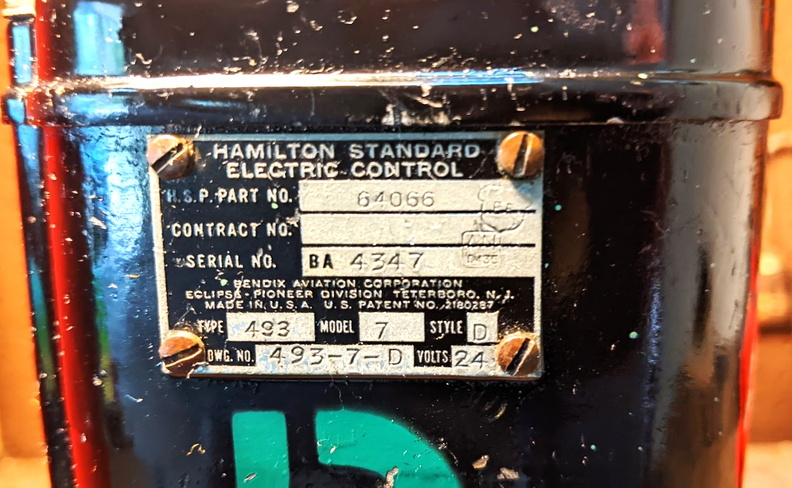 HAMILTON STANDARD
ELECTRIC CONTROL
H.S.P. PART NO. 64066
CONTRACT NO.
SERIAL NO. BA 4347
BENDIX AVIATION CORPORATION
ECLIPSE-PIONEER DIVISION TETERBORO, N.J.
MADE IN U.S.A. U.S. PATENT NO. 2180287
TYPE 493 MODEL 7 STYLE D
DWG. NO. 493-7-D VOLTS 24